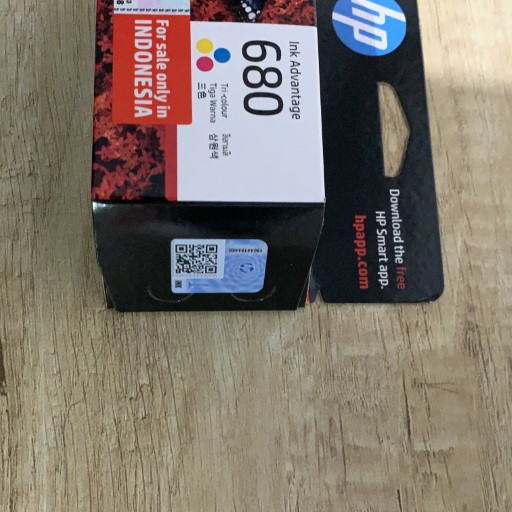 hp
Download the free
HP Smart app.
hpapp.com
Ink Advantage
680
Tri-colour
Tiga Warna
三色
삼원색
For sale only in
INDONESIA